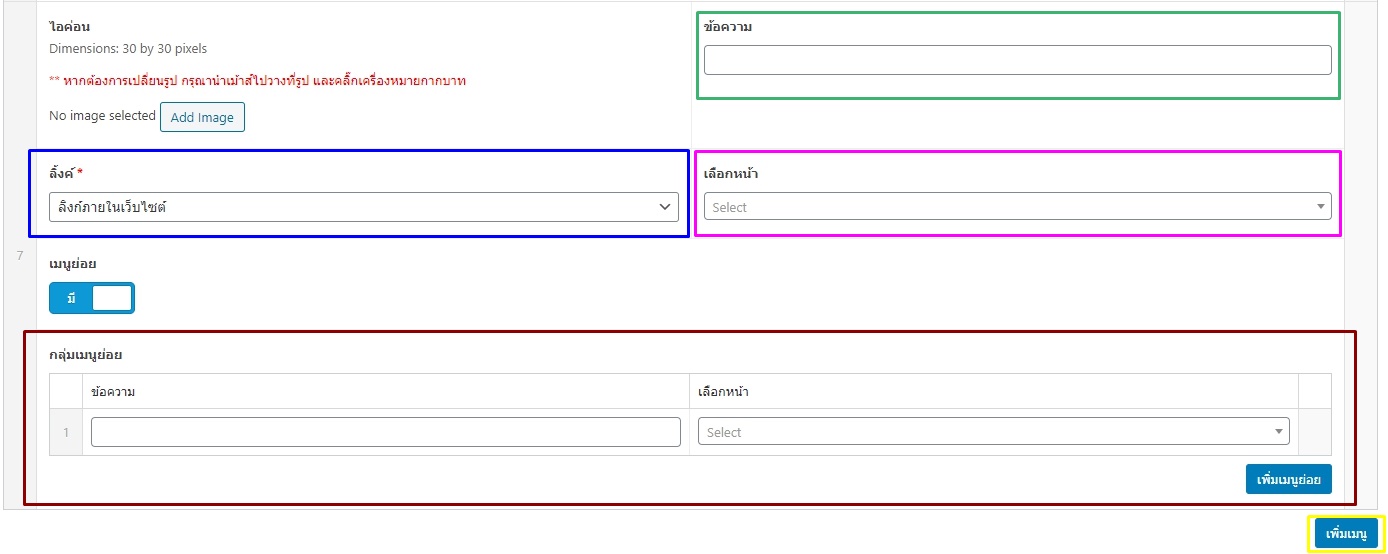 ไอค่อน
Dimensions: 30 by 30 pixels
** หากต้องการเปลี่ยนรูป กรุณานำเม้าส์ไปวางที่รูป และคลิ๊กเครื่องหมายกากบาท
No image selected Add Image
ข้อความ
ลิ้งค์ *
ลิงก์ภายในเว็บไซต์
เลือกหน้า
Select
7
เมนูย่อย
มี
กลุ่มเมนูย่อย
ข้อความ เลือกหน้า
1 Select
เพิ่มเมนูย่อย
เพิ่มเมนู